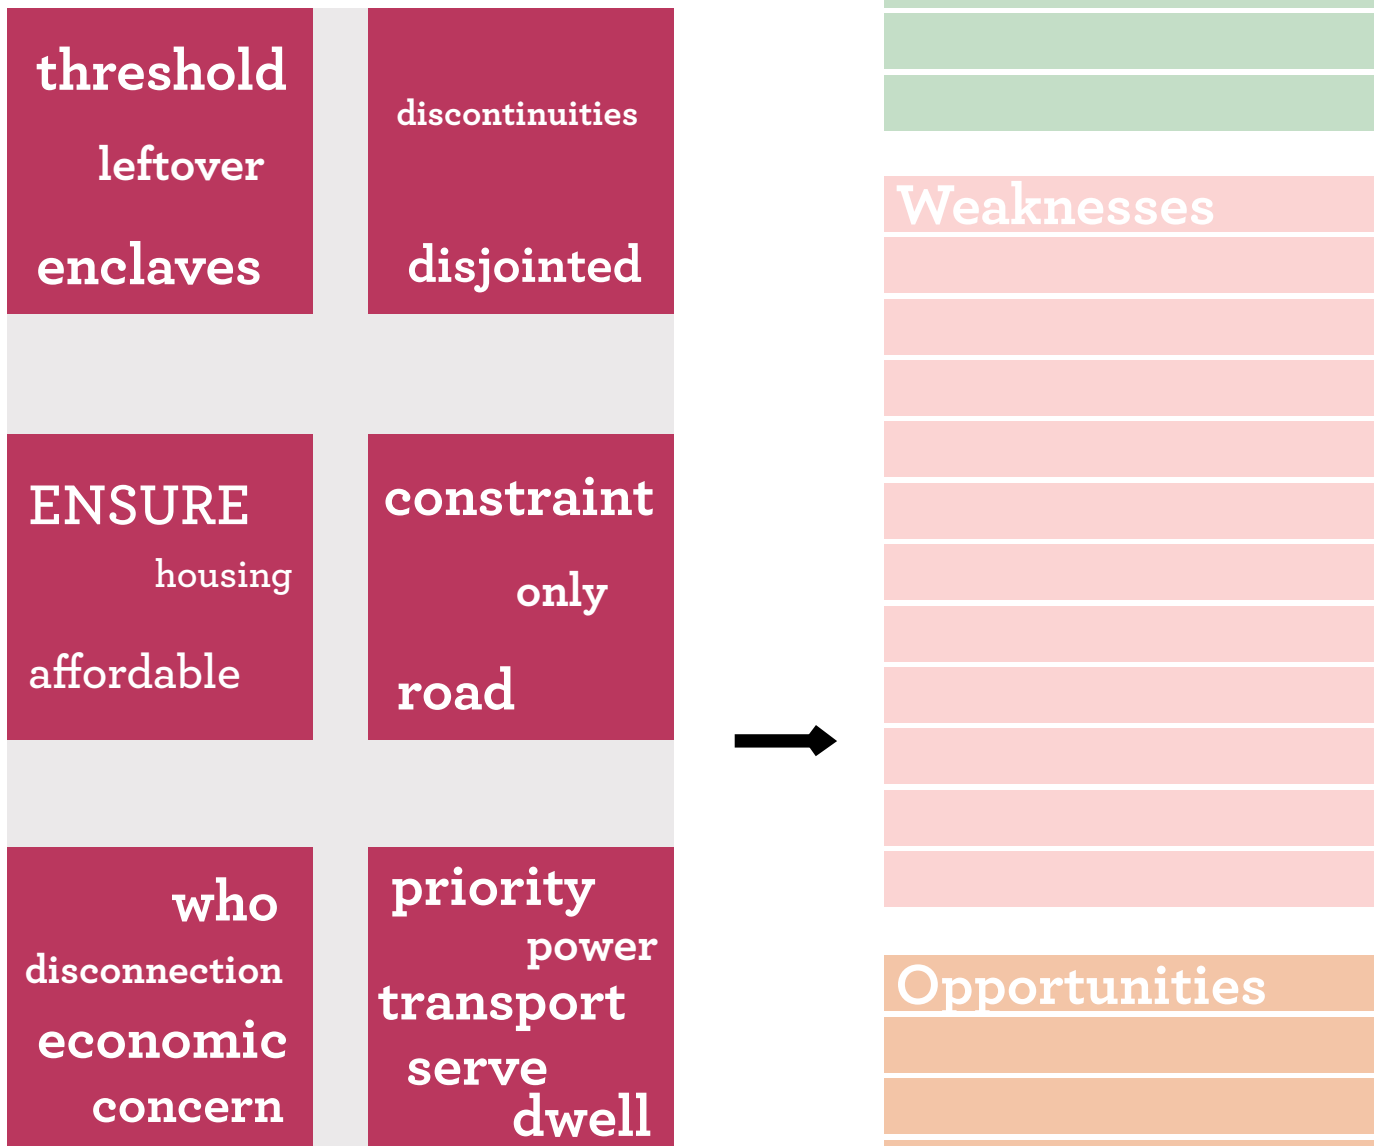 threshold
leftover
enclaves
discontinuities
disjointed
ENSURE
housing
affordable
constraint
only
road
who
disconnection
economic
concern
priority
power
transport
serve
dwell
Weaknesses
Opportunities